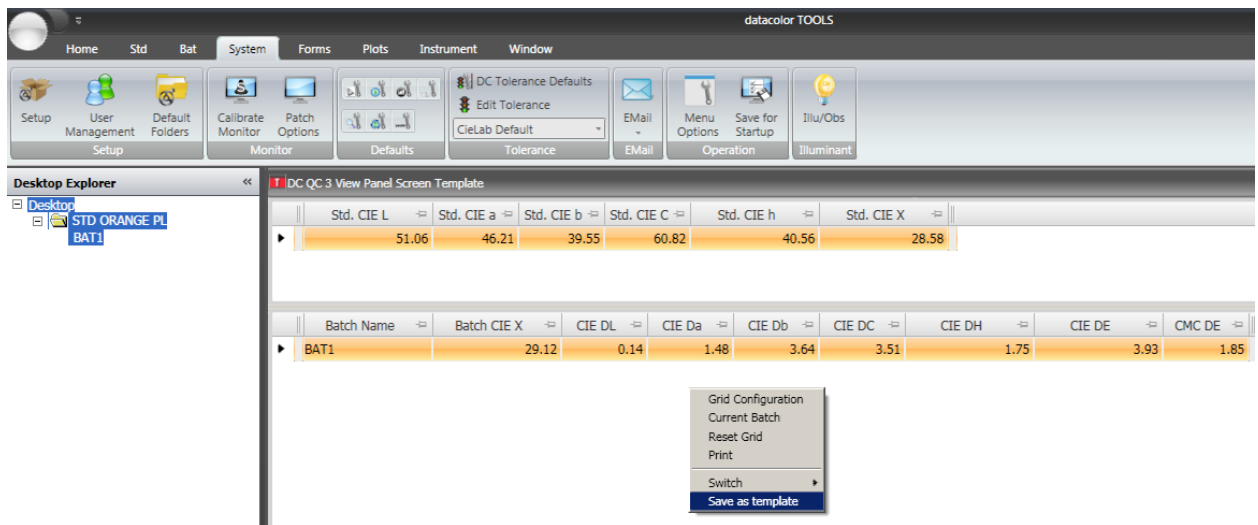 datacolor TOOLS
Home Std Bat System Forms Plots Instrument Window
Setup
User Management
Default Folders
Setup
Calibrate Monitor
Patch Options
Monitor
Defaults
DC Tolerance Defaults
Edit Tolerance
CieLab Default
Tolerance
EMail
EMail
Menu Options
Save for Startup
Operation
Illu/Obs
Illuminant
Desktop Explorer «
Desktop
STD ORANGE PL
BAT1
T DC QC 3 View Panel Screen Template
Std. CIE L Std. CIE a Std. CIE b Std. CIE C Std. CIE h Std. CIE X
51.06 46.21 39.55 60.82 40.56 28.58
Batch Name Batch CIE X CIE DL CIE Da CIE Db CIE DC CIE DH CIE DE CMC DE
BAT1 29.12 0.14 1.48 3.64 3.51 1.75 3.93 1.85
Grid Configuration
Current Batch
Reset Grid
Print
Switch
Save as template